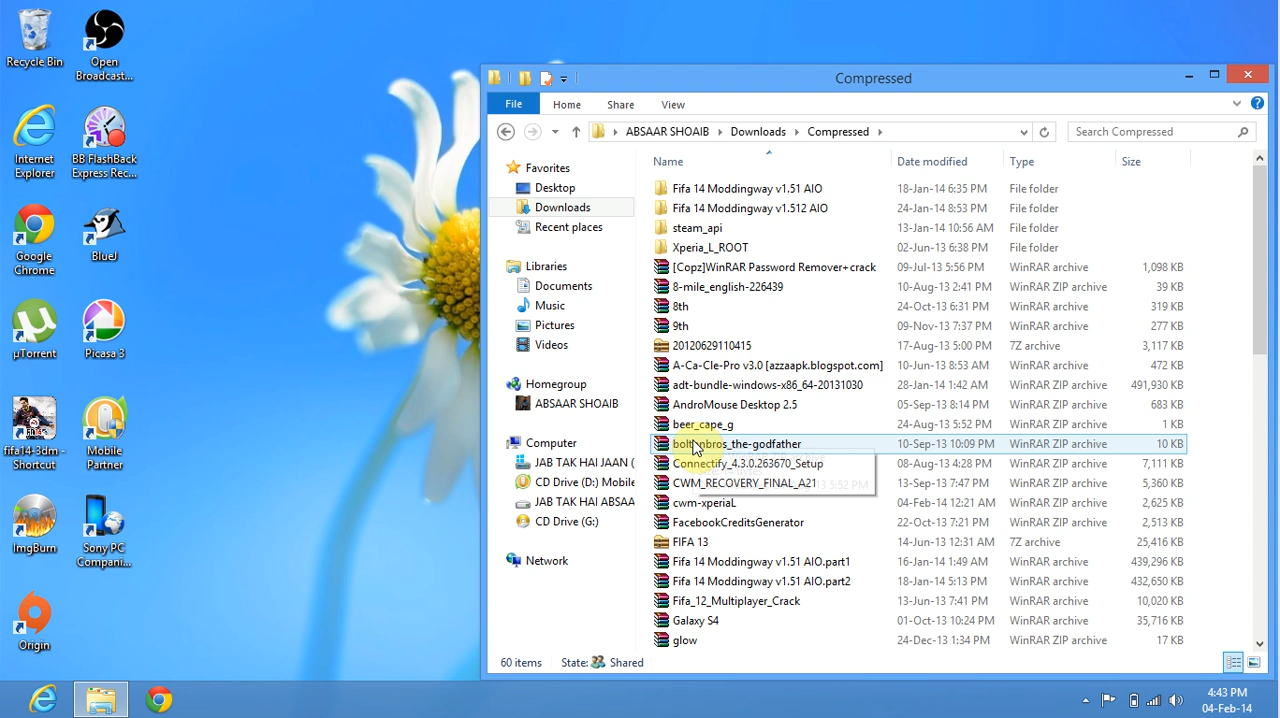 Recycle Bin
Open
Broadcast...
Internet
Explorer
BB FlashBack
Express Rec...
Google
Chrome
BlueJ
µTorrent
Picasa 3
fifa14-3dm -
Shortcut
Mobile
Partner
ImgBurn
Sony PC
Compani...
Origin
Compressed
File
Home
Share
View
ABSAAR SHOAIB
Downloads
Compressed
Search Compressed
Favorites
Desktop
Downloads
Recent places
Libraries
Documents
Music
Pictures
Videos
Homegroup
ABSAAR SHOAIB
Computer
JAB TAK HAI JAAN (
CD Drive (D:) Mobile
JAB TAK HAI ABSAA
CD Drive (G:)
Network
Name Date modified Type Size
Fifa 14 Moddingway v1.51 AIO 18-Jan-14 6:35 PM File folder
Fifa 14 Moddingway v1.512 AIO 24-Jan-14 8:53 PM File folder
steam_api 13-Jan-14 10:56 AM File folder
Xperia_L_ROOT 02-Jun-13 6:38 PM File folder
[Copz]WinRAR Password Remover+crack 09-Jul-13 5:56 PM WinRAR archive 1,098 KB
8-mile_english-226439 10-Aug-13 2:41 PM WinRAR ZIP archive 39 KB
8th 24-Oct-13 6:31 PM WinRAR archive 319 KB
9th 09-Nov-13 7:37 PM WinRAR archive 277 KB
20120629110415 17-Aug-13 5:00 PM 7Z archive 3,117 KB
A-Ca-Cle-Pro v3.0 [azzaapk.blogspot.com] 10-Jun-13 8:53 AM WinRAR archive 472 KB
adt-bundle-windows-x86_64-20131030 28-Jan-14 1:42 AM WinRAR ZIP archive 491,930 KB
AndroMouse Desktop 2.5 05-Sep-13 8:14 PM WinRAR ZIP archive 683 KB
beer_cape_g 24-Aug-13 5:52 PM WinRAR ZIP archive 1 KB
10-Sep-13 10:09 PM WinRAR ZIP archive 10 KB
Connectify_4.3.0.263670_Setup 08-Aug-13 4:28 PM WinRAR ZIP archive 7,111 KB
CWM_RECOVERY_FINAL_A21 13-Sep-13 7:47 PM WinRAR ZIP archive 13,260 KB
cwm-xperiaL 04-Feb-14 12:21 AM WinRAR ZIP archive 2,625 KB
FacebookCreditsGenerator 22-Oct-13 7:21 PM WinRAR ZIP archive 2,513 KB
FIFA 13 14-Jun-13 12:31 AM 7Z archive 25,416 KB
Fifa 14 Moddingway v1.51 AIO.part1 16-Jan-14 1:49 AM WinRAR archive 439,296 KB
Fifa 14 Moddingway v1.51 AIO.part2 18-Jan-14 5:13 PM WinRAR archive 432,650 KB
Fifa_12_Multiplayer_Crack 13-Jun-13 7:41 PM WinRAR archive 10,020 KB
Galaxy S4 01-Oct-13 10:24 PM WinRAR archive 35,716 KB
glow 24-Dec-13 1:34 PM WinRAR ZIP archive 17 KB
60 items State: Shared
4:43 PM
04-Feb-14